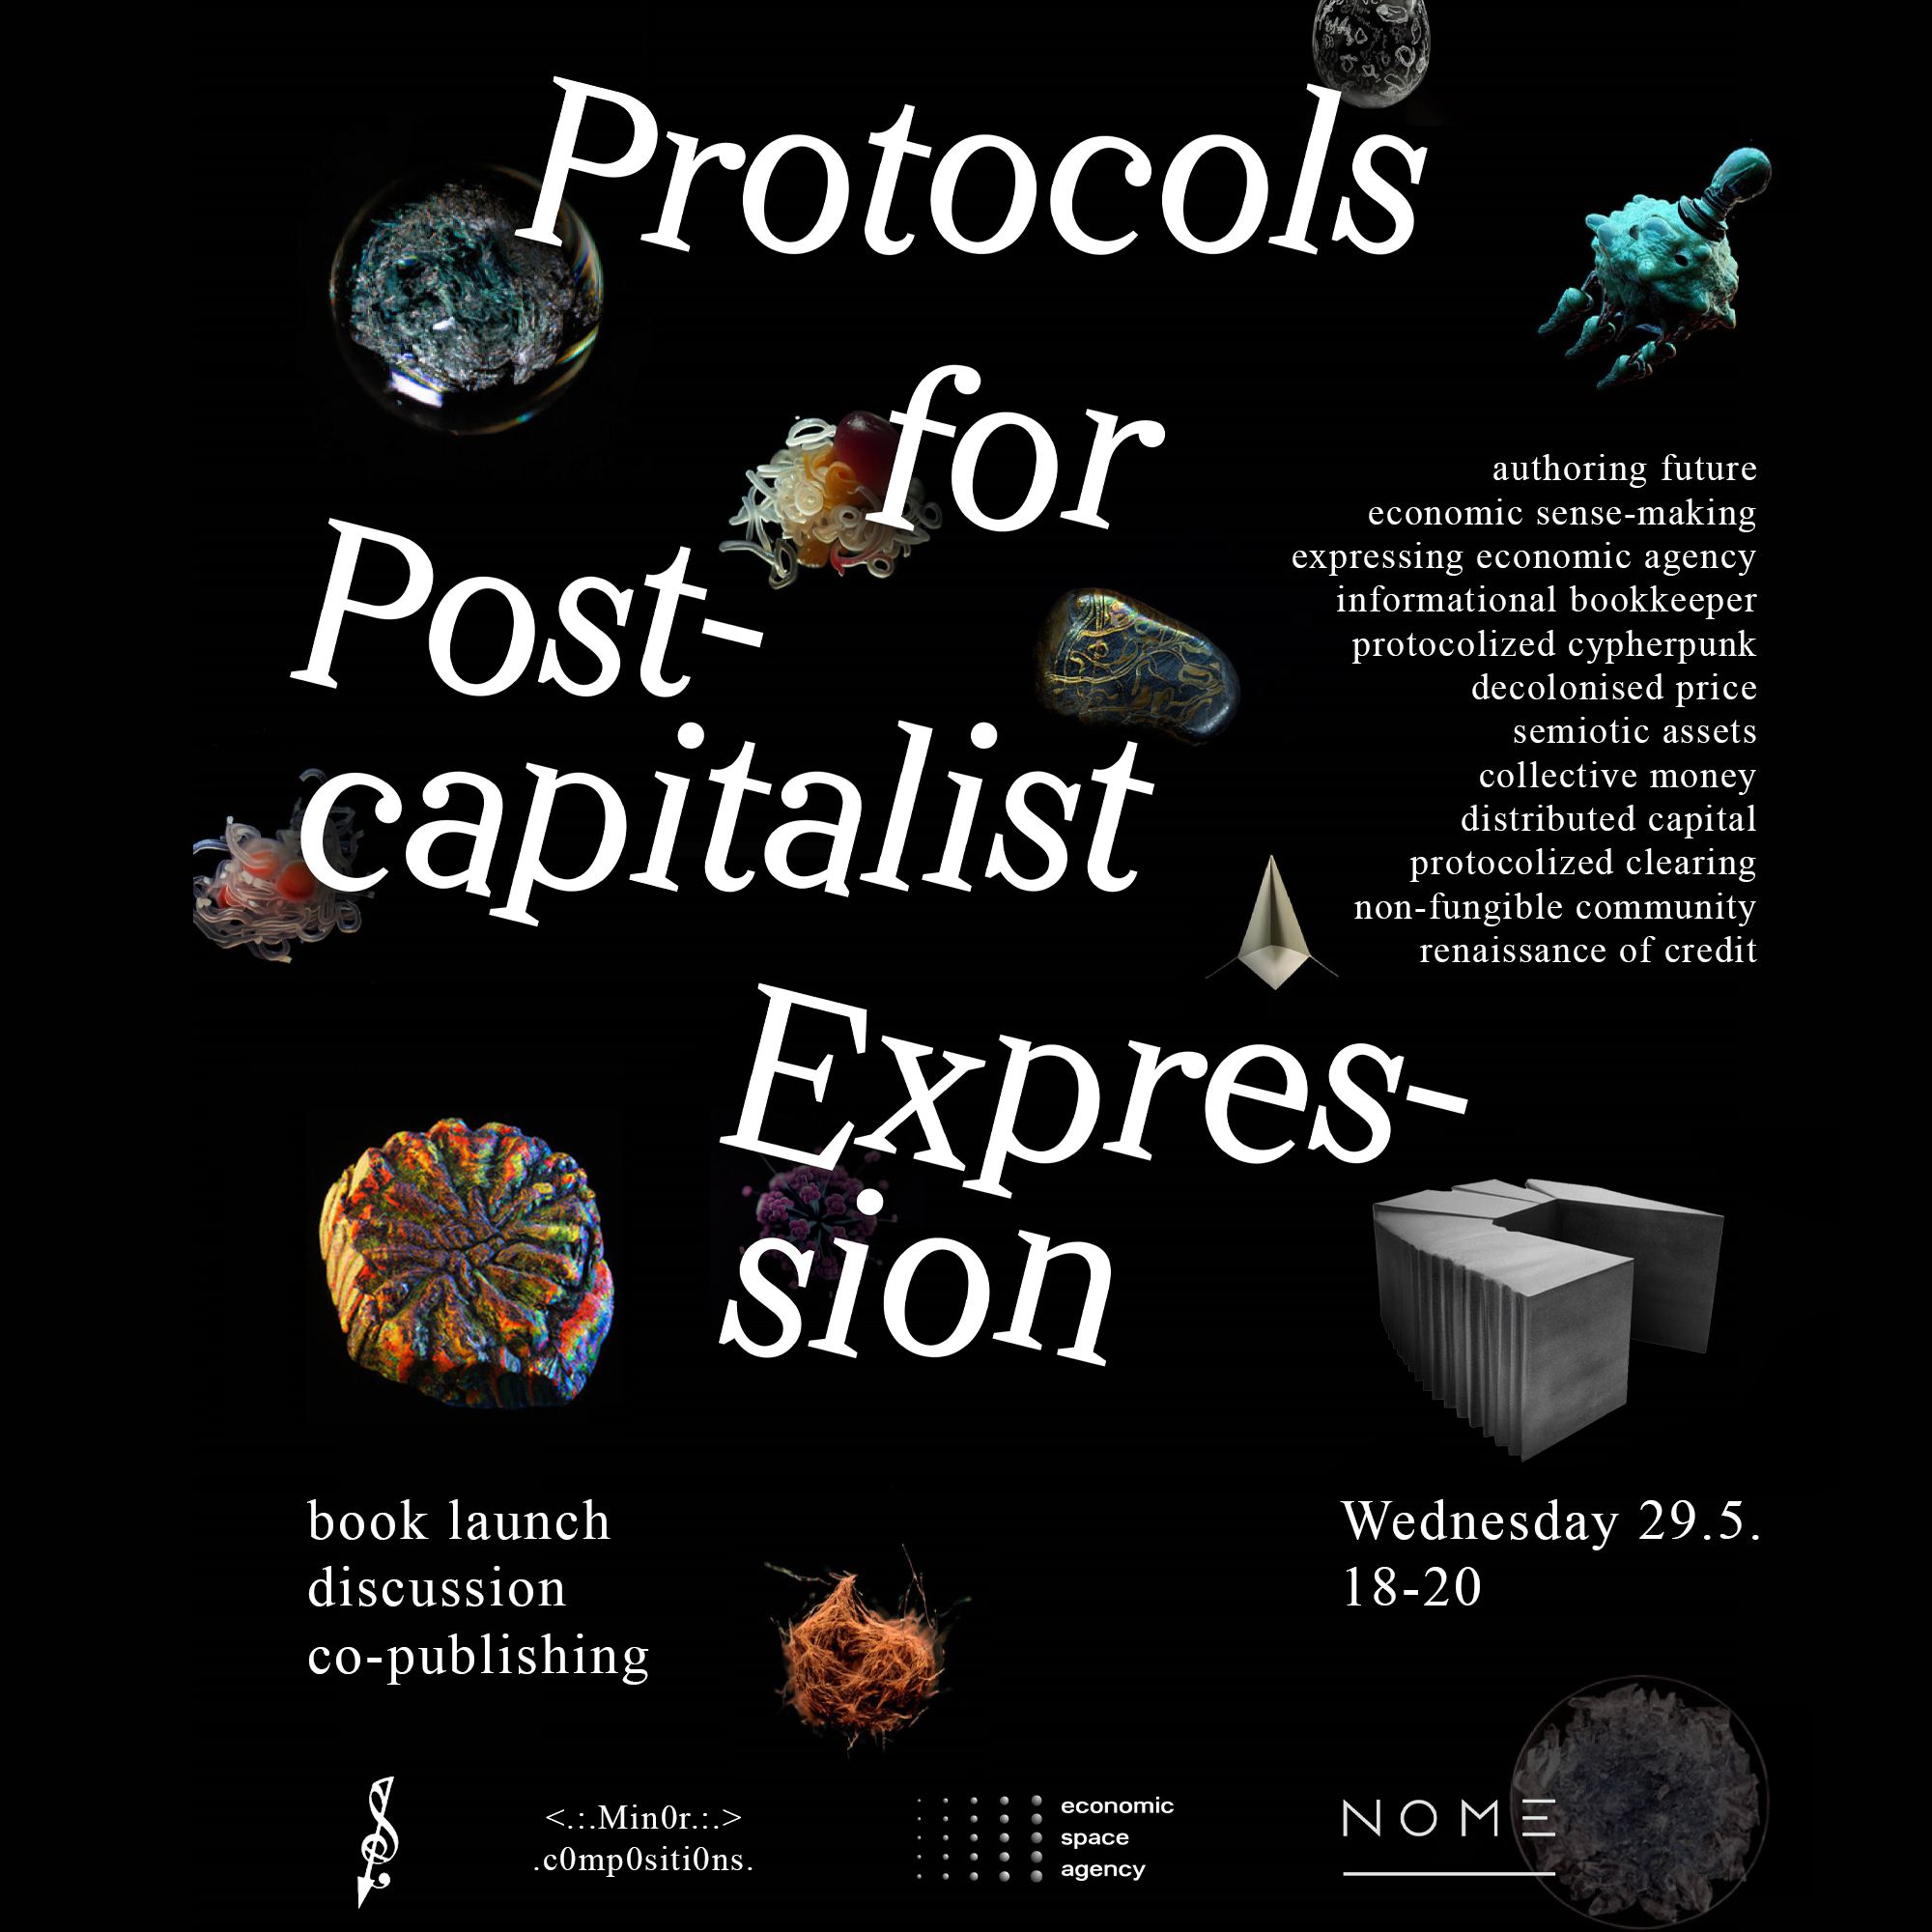 Protocols
for
Post-
capitalist
Expres-
sion
authoring future
economic sense-making
expressing economic agency
informational bookkeeper
protocolized cypherpunk
decolonised price
semiotic assets
collective money
distributed capital
protocolized clearing
non-fungible community
renaissance of credit
book launch
discussion
co-publishing
Wednesday 29.5.
18-20
<.:.Min0r.:.>
.c0mp0siti0ns.
economic
space
agency
NOME